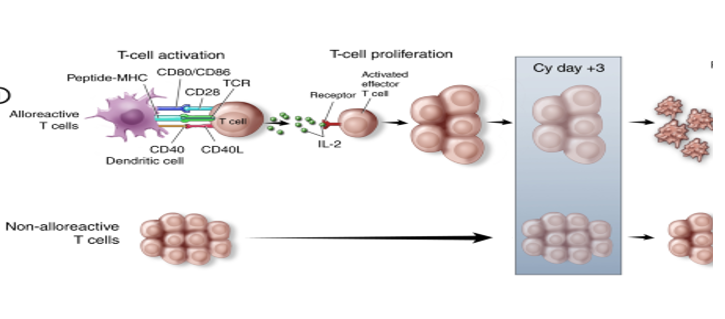 T-cell activation
T-cell proliferation
Cy day +3
Peptide-MHC
CD80/CD86
TCR
CD28
Activated
effector
T cell
Receptor
Alloreactive
T cells
T cell
IL-2
CD40
CD40L
Dendritic cell
Non-alloreactive
T cells